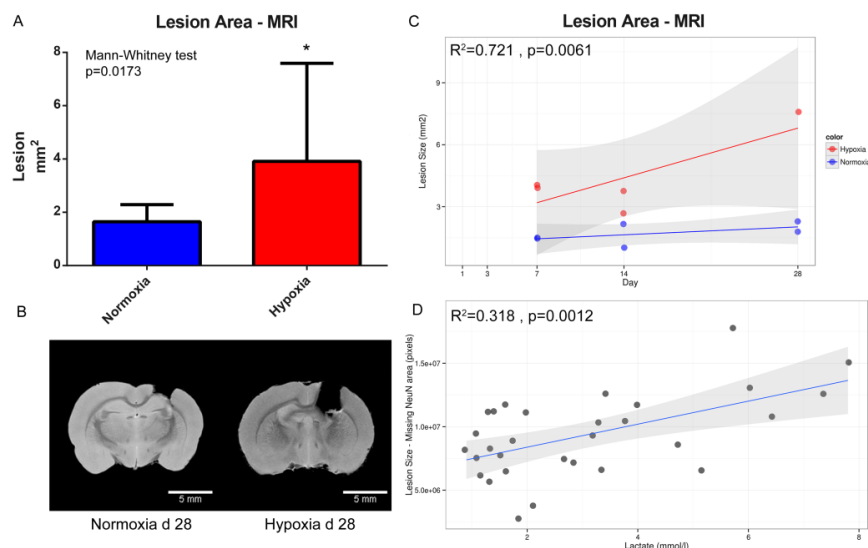 A
Lesion Area - MRI
Mann-Whitney test
p=0.0173
*
Lesion
mm2
8
6
4
2
0
Normoxia
Hypoxia
B
5 mm
5 mm
Normoxia d 28
Hypoxia d 28
C
Lesion Area - MRI
R2=0.721 , p=0.0061
Lesion Size (mm2)
9
6
3
1
3
7
14
28
Day
color
Hypoxia
Normoxia
D
R2=0.318 , p=0.0012
Lesion Size - Missing NeuN area (pixels)
1.5e+07
1.0e+07
5.0e+06
2
4
6
8
Lactate (mmol/l)